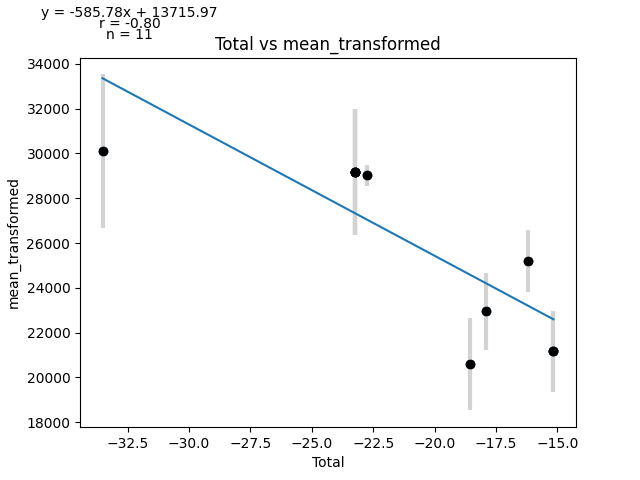 y = -585.78x + 13715.97
r = -0.80
n = 11
Total vs mean_transformed
34000
32000
30000
28000
26000
24000
22000
20000
18000
mean_transformed
−32.5 −30.0 −27.5 −25.0 −22.5 −20.0 −17.5 −15.0
Total